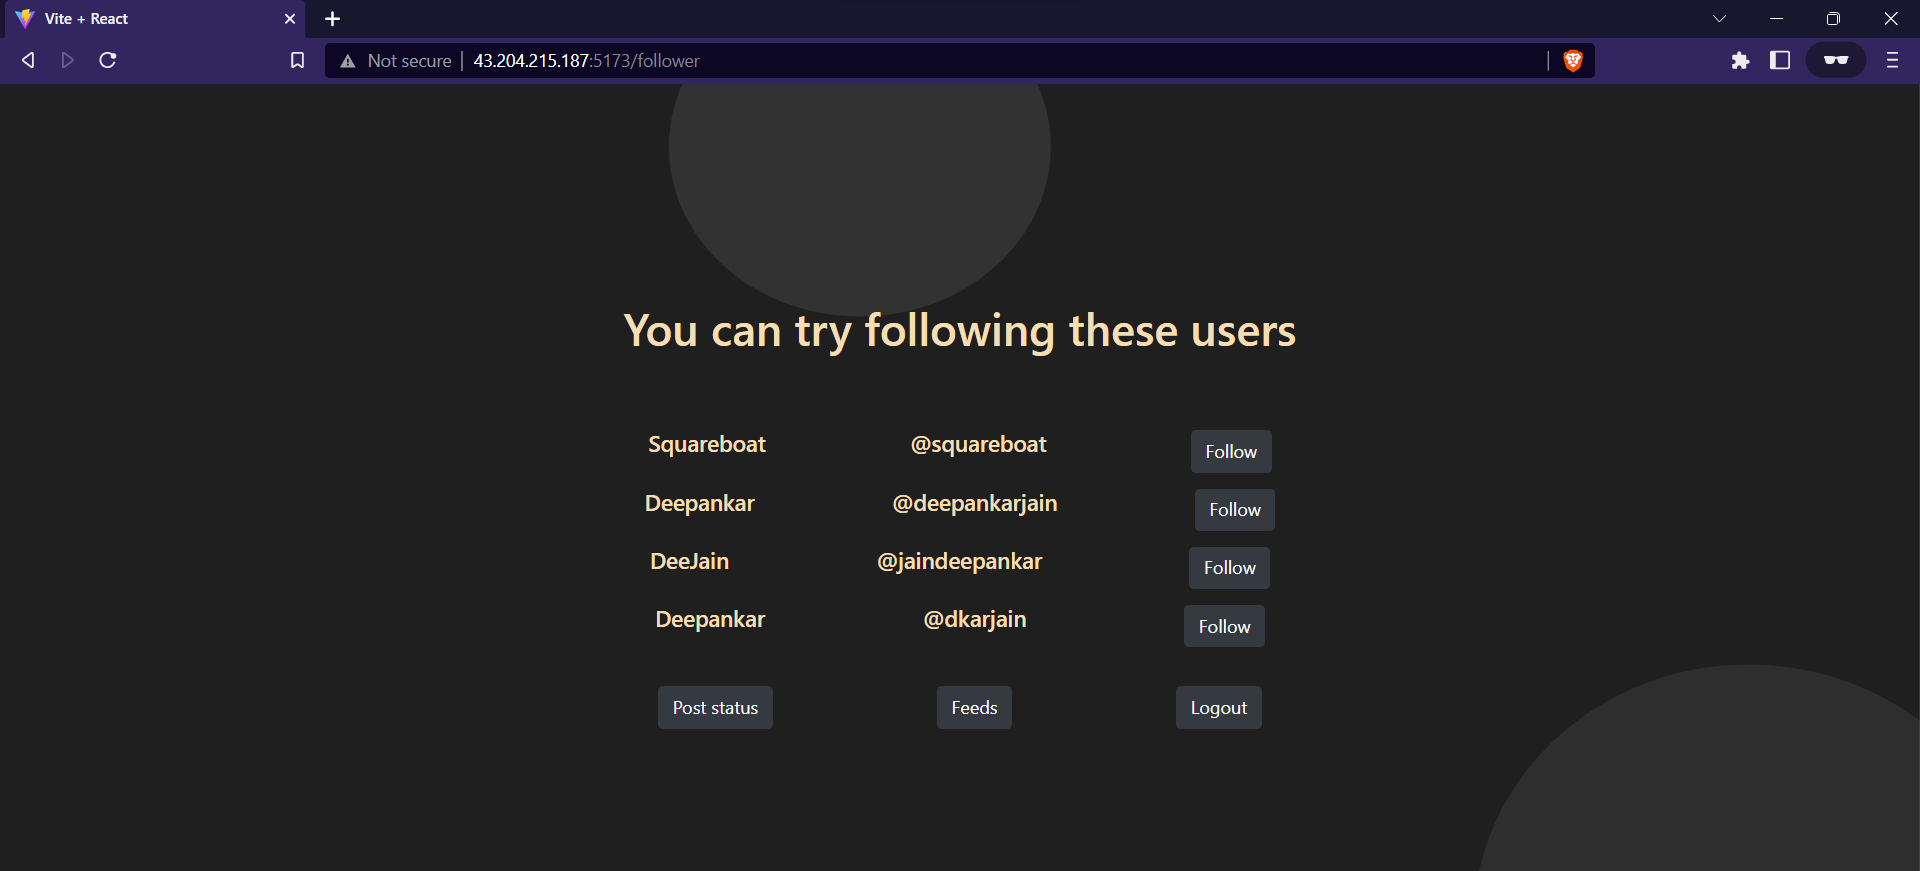 Vite + React
Not secure 43.204.215.187:5173/follower
You can try following these users
Squareboat @squareboat Follow
Deepankar @deepankarjain Follow
DeeJain @jaindeepankar Follow
Deepankar @dkarjain Follow
Post status Feeds Logout